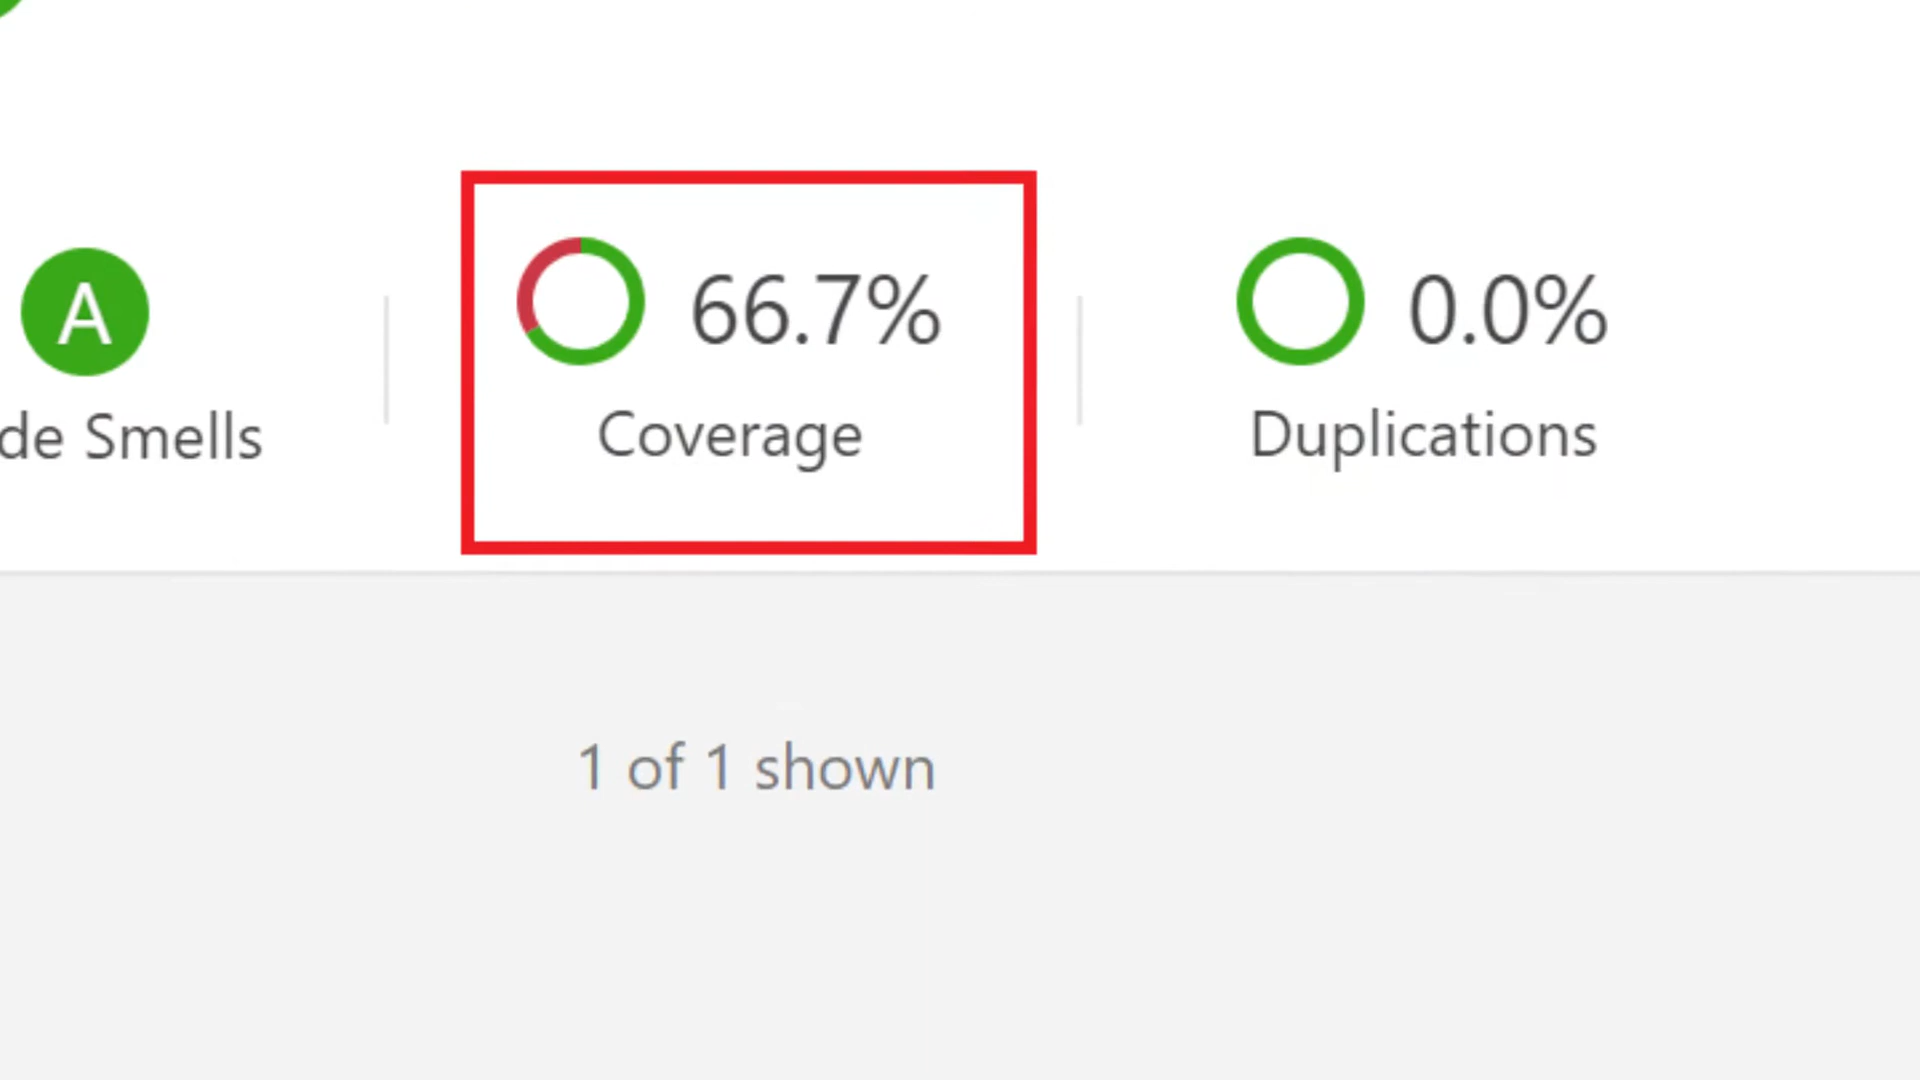 A
de Smells
66.7%
Coverage
0.0%
Duplications
1 of 1 shown